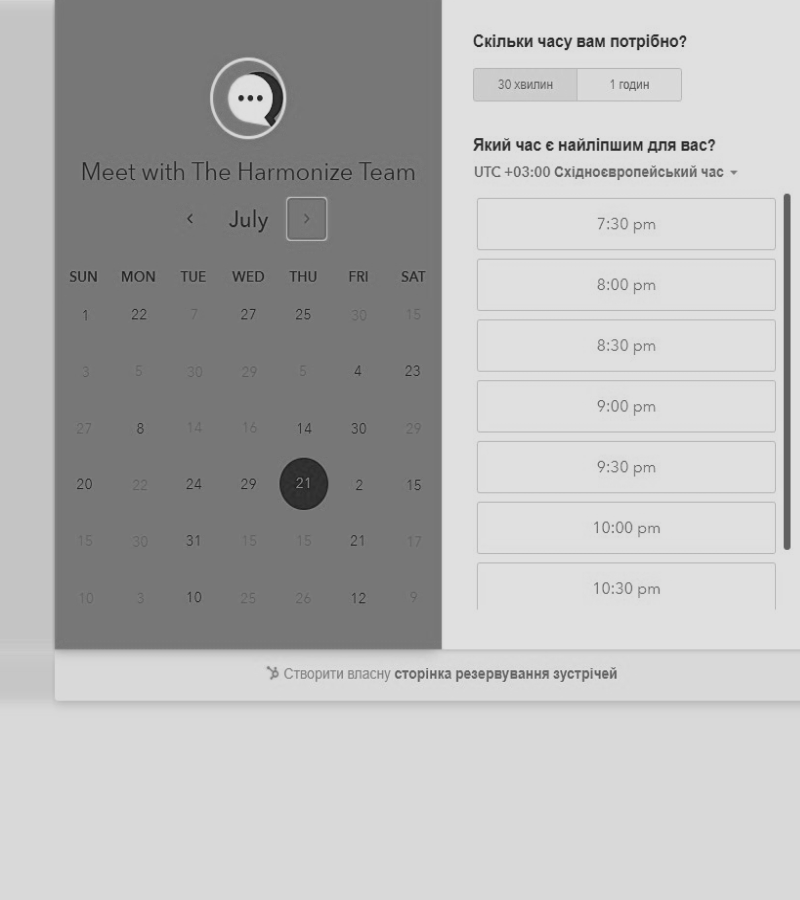 Meet with The Harmonize Team
July
SUN MON TUE WED THU FRI SAT
1 22 7 27 25 30 15
3 5 30 29 5 4 23
27 8 14 16 14 30 29
20 22 24 29 21 2 15
15 30 31 15 15 21 17
10 3 10 25 26 12 9
Скільки часу вам потрібно?
30 хвилин 1 годин
Який час є найліпшим для вас?
UTC +03:00 Східноєвропейський час
7:30 pm
8:00 pm
8:30 pm
9:00 pm
9:30 pm
10:00 pm
10:30 pm
Створити власну сторінка резервування зустрічей